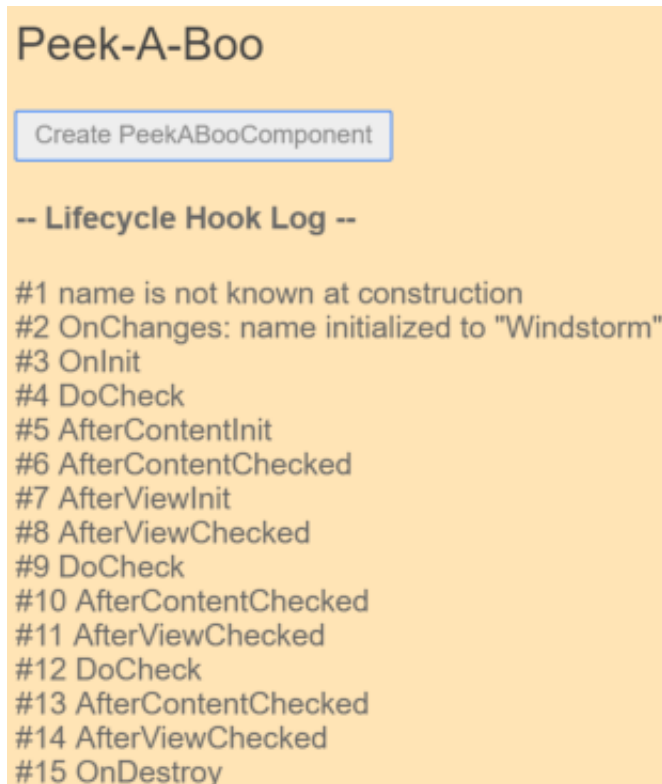 Peek-A-Boo
Create PeekABooComponent
-- Lifecycle Hook Log --
#1 name is not known at construction
#2 OnChanges: name initialized to "Windstorm"
#3 OnInit
#4 DoCheck
#5 AfterContentInit
#6 AfterContentChecked
#7 AfterViewInit
#8 AfterViewChecked
#9 DoCheck
#10 AfterContentChecked
#11 AfterViewChecked
#12 DoCheck
#13 AfterContentChecked
#14 AfterViewChecked
#15 OnDestroy